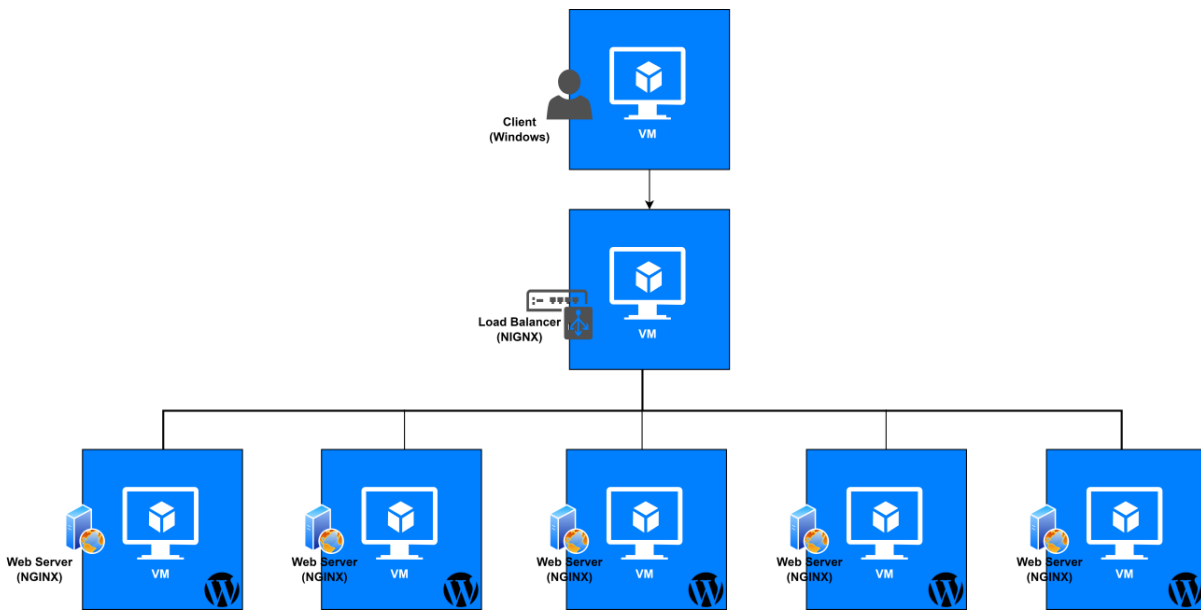 Client
(Windows)
VM
Load Balancer
(NIGNX)
VM
Web Server
(NGINX)
VM
Web Server
(NGINX)
VM
Web Server
(NGINX)
VM
Web Server
(NGINX)
VM
Web Server
(NGINX)
VM